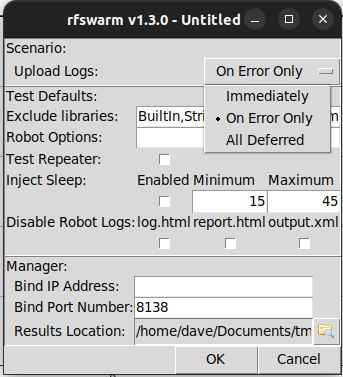 rfswarm v1.3.0 - Untitled
Scenario:
Upload Logs: On Error Only
Immediately
On Error Only
All Deferred
Test Defaults:
Exclude libraries: BuiltIn,Stri
Robot Options:
Test Repeater:
Inject Sleep: Enabled Minimum Maximum
15 45
Disable Robot Logs: log.html report.html output.xml
Manager:
Bind IP Address:
Bind Port Number: 8138
Results Location: /home/dave/Documents/tm
OK Cancel